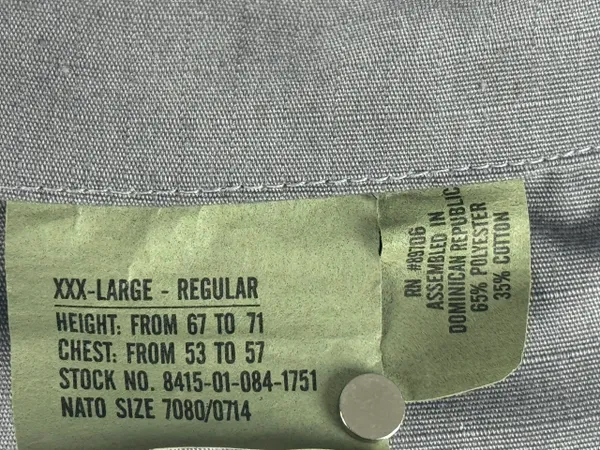 XXX-LARGE - REGULAR
HEIGHT: FROM 67 TO 71
CHEST: FROM 53 TO 57
STOCK NO. 8415-01-084-1751
NATO SIZE 7080/0714
RN #89106
ASSEMBLED IN
DOMINICAN REPUBLIC
65% POLYESTER
35% COTTON